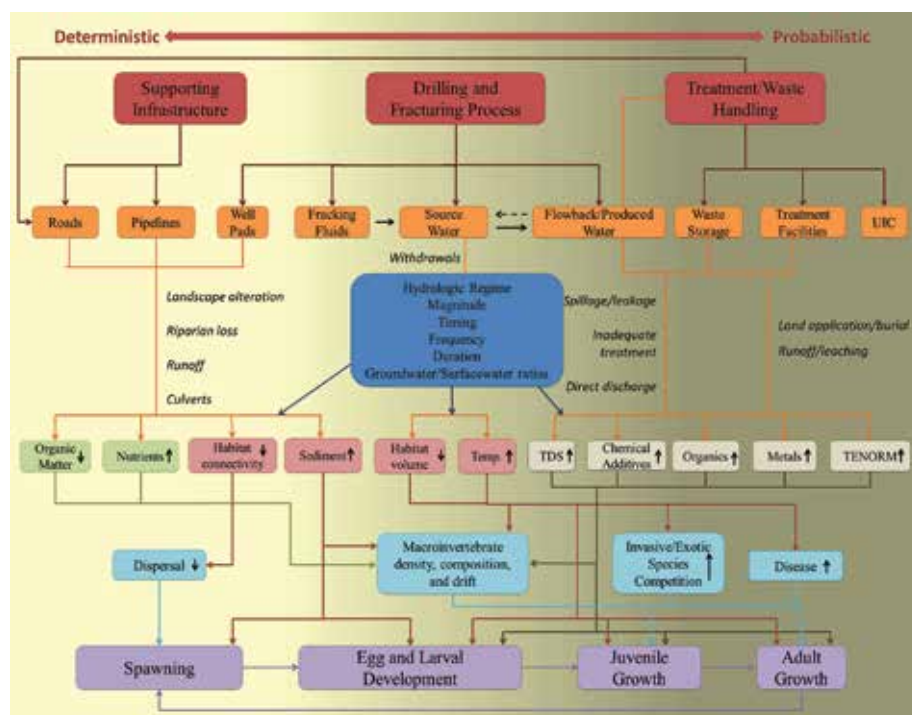 Deterministic
Probabilistic
Supporting
Infrastructure
Drilling and
Fracturing Process
Treatment/Waste
Handling
Roads
Pipelines
Well
Pads
Fracking
Fluids
Source
Water
Flowback/Produced
Water
Waste
Storage
Treatment
Facilities
UIC
Withdrawals
Landscape alteration
Riparian loss
Runoff
Culverts
Hydrologic Regime
Magnitude
Timing
Frequency
Duration
Groundwater/Surfacewater ratios
Spillage/leakage
Inadequate
treatment
Direct discharge
Land application/burial
Runoff/leaching
Organic
Matter
Nutrients
Habitat
connectivity
Sediment
Habitat
volume
Temp.
TDS
Chemical
Additives
Organics
Metals
TENORM
Dispersal
Macroinvertebrate
density, composition,
and drift
Invasive/Exotic
Species
Competition
Disease
Spawning
Egg and Larval
Development
Juvenile
Growth
Adult
Growth